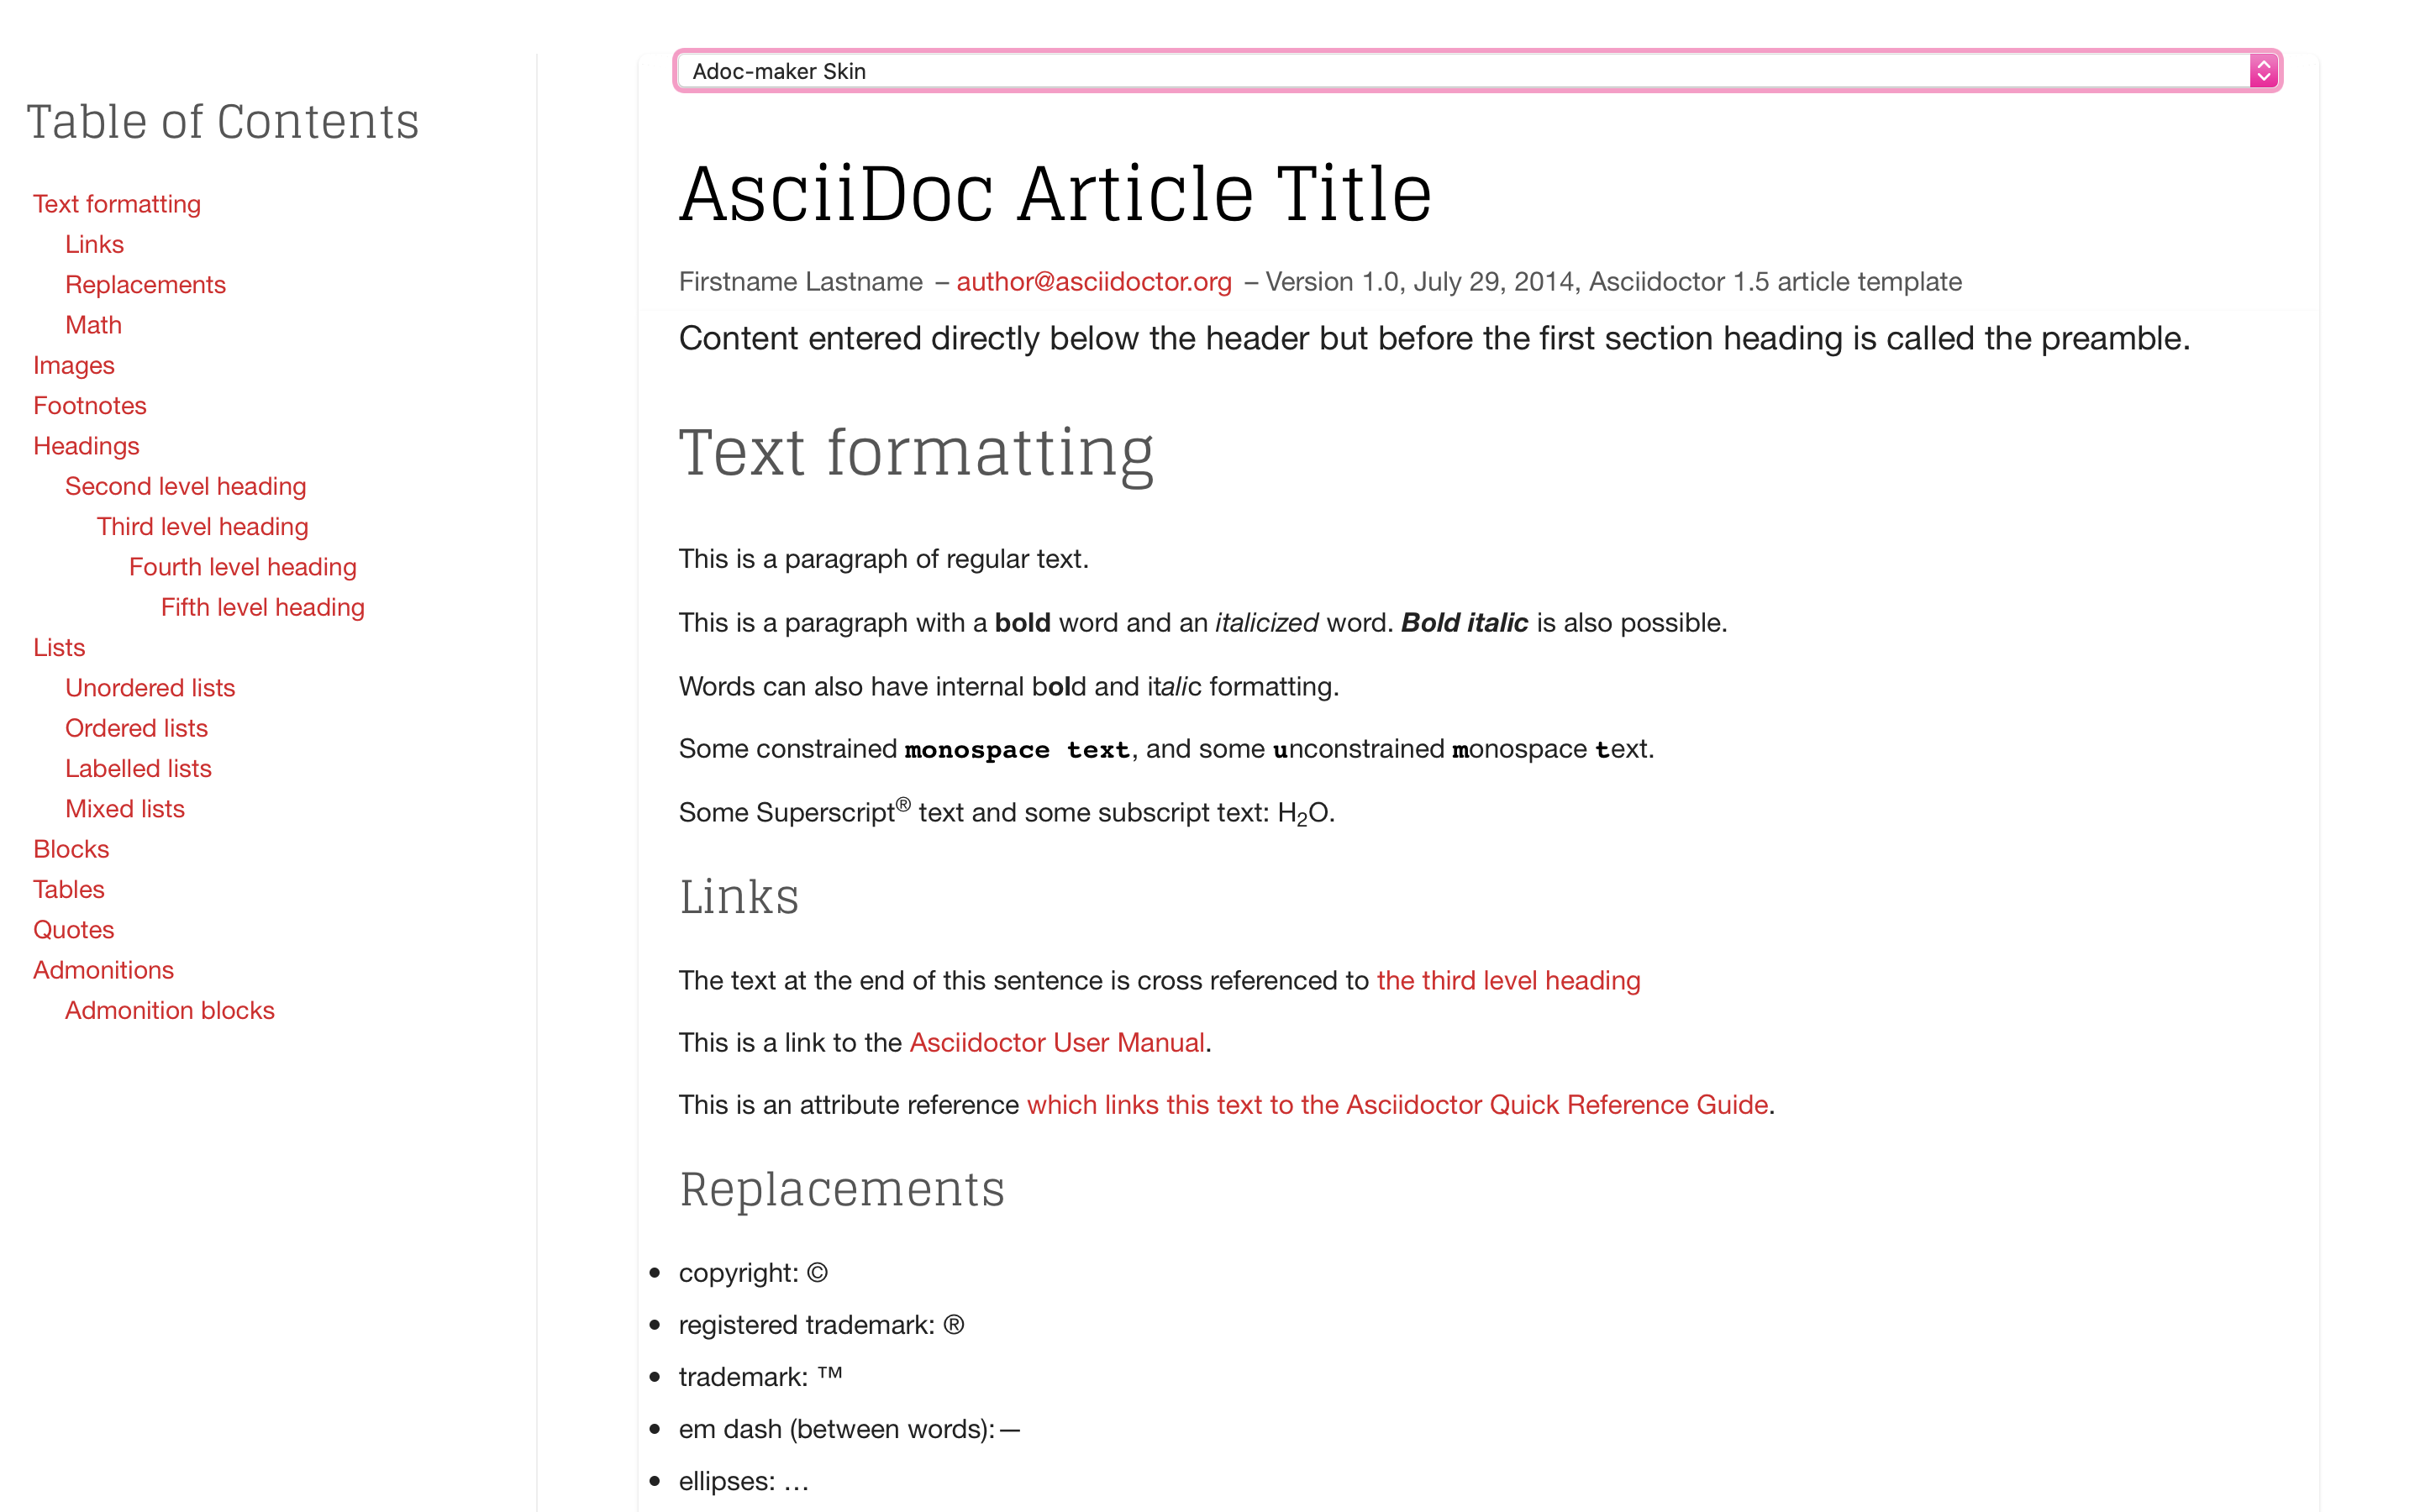 Adoc-maker Skin
Table of Contents
Text formatting
Links
Replacements
Math
Images
Footnotes
Headings
Second level heading
Third level heading
Fourth level heading
Fifth level heading
Lists
Unordered lists
Ordered lists
Labelled lists
Mixed lists
Blocks
Tables
Quotes
Admonitions
Admonition blocks
AsciiDoc Article Title
Firstname Lastname – author@asciidoctor.org – Version 1.0, July 29, 2014, Asciidoctor 1.5 article template
Content entered directly below the header but before the first section heading is called the preamble.
Text formatting
This is a paragraph of regular text.
This is a paragraph with a bold word and an italicized word. Bold italic is also possible.
Words can also have internal bold and italic formatting.
Some constrained monospace text, and some unconstrained monospace text.
Some Superscript® text and some subscript text: H₂O.
Links
The text at the end of this sentence is cross referenced to the third level heading
This is a link to the Asciidoctor User Manual.
This is an attribute reference which links this text to the Asciidoctor Quick Reference Guide.
Replacements
• copyright: ©
• registered trademark: ®
• trademark: ™
• em dash (between words): —
• ellipses: …